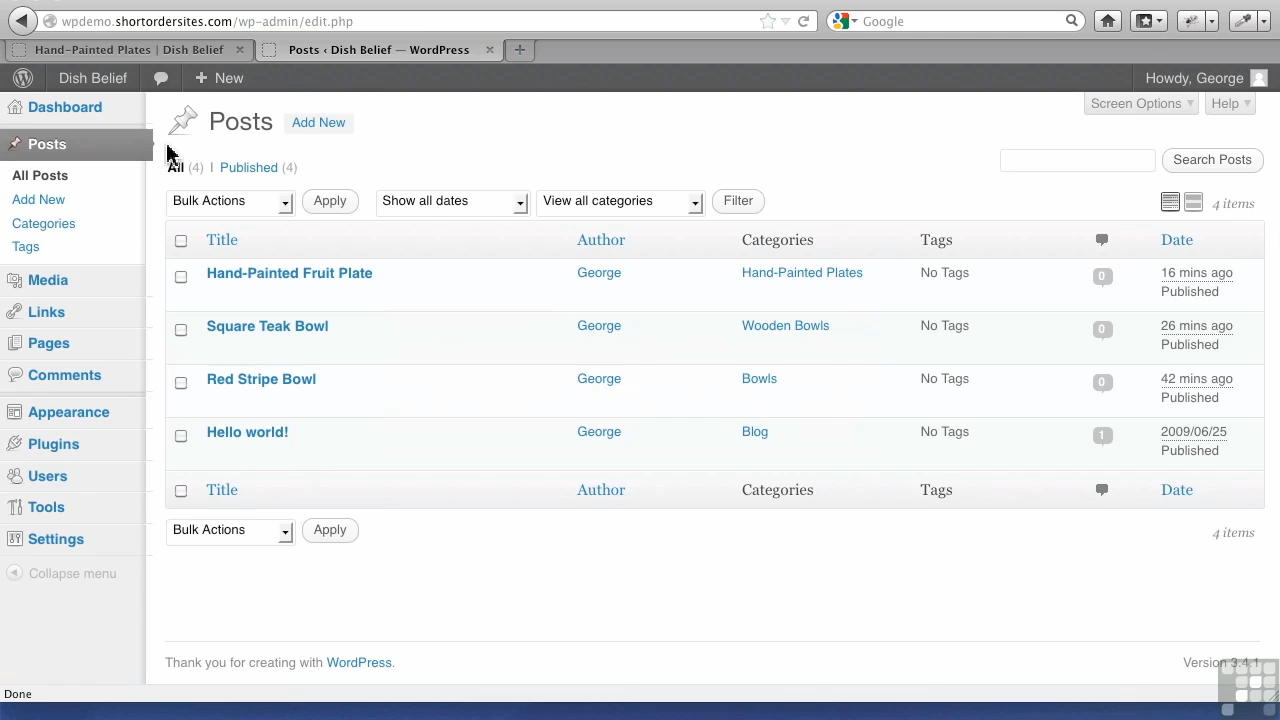 wpdemo.shortordersites.com/wp-admin/edit.php
Google
Hand-Painted Plates | Dish Belief
Posts ‹ Dish Belief — WordPress
Dish Belief
New
Howdy, George
Dashboard
Posts
All Posts
Add New
Categories
Tags
Media
Links
Pages
Comments
Appearance
Plugins
Users
Tools
Settings
Collapse menu
Posts Add New
Screen Options
Help
All (4) | Published (4)
Search Posts
Bulk Actions Apply Show all dates View all categories Filter
4 items
Title Author Categories Tags Date
Hand-Painted Fruit Plate George Hand-Painted Plates No Tags 0 16 mins ago
Published
Square Teak Bowl George Wooden Bowls No Tags 0 26 mins ago
Published
Red Stripe Bowl George Bowls No Tags 0 42 mins ago
Published
Hello world! George Blog No Tags 1 2009/06/25
Published
Title Author Categories Tags Date
Bulk Actions Apply
4 items
Thank you for creating with WordPress.
Version 3.4.1
Done